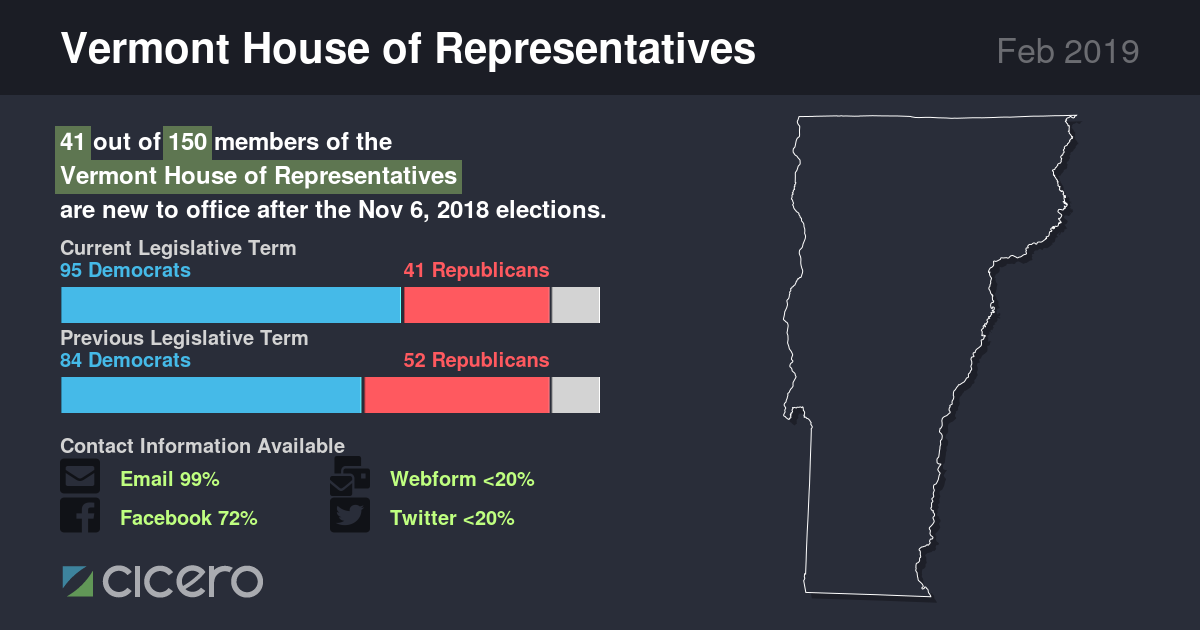 Vermont House of Representatives
Feb 2019
41 out of 150 members of the
Vermont House of Representatives
are new to office after the Nov 6, 2018 elections.
Current Legislative Term
95 Democrats 41 Republicans
Previous Legislative Term
84 Democrats 52 Republicans
Contact Information Available
Email 99% Webform <20%
Facebook 72% Twitter <20%
cicero